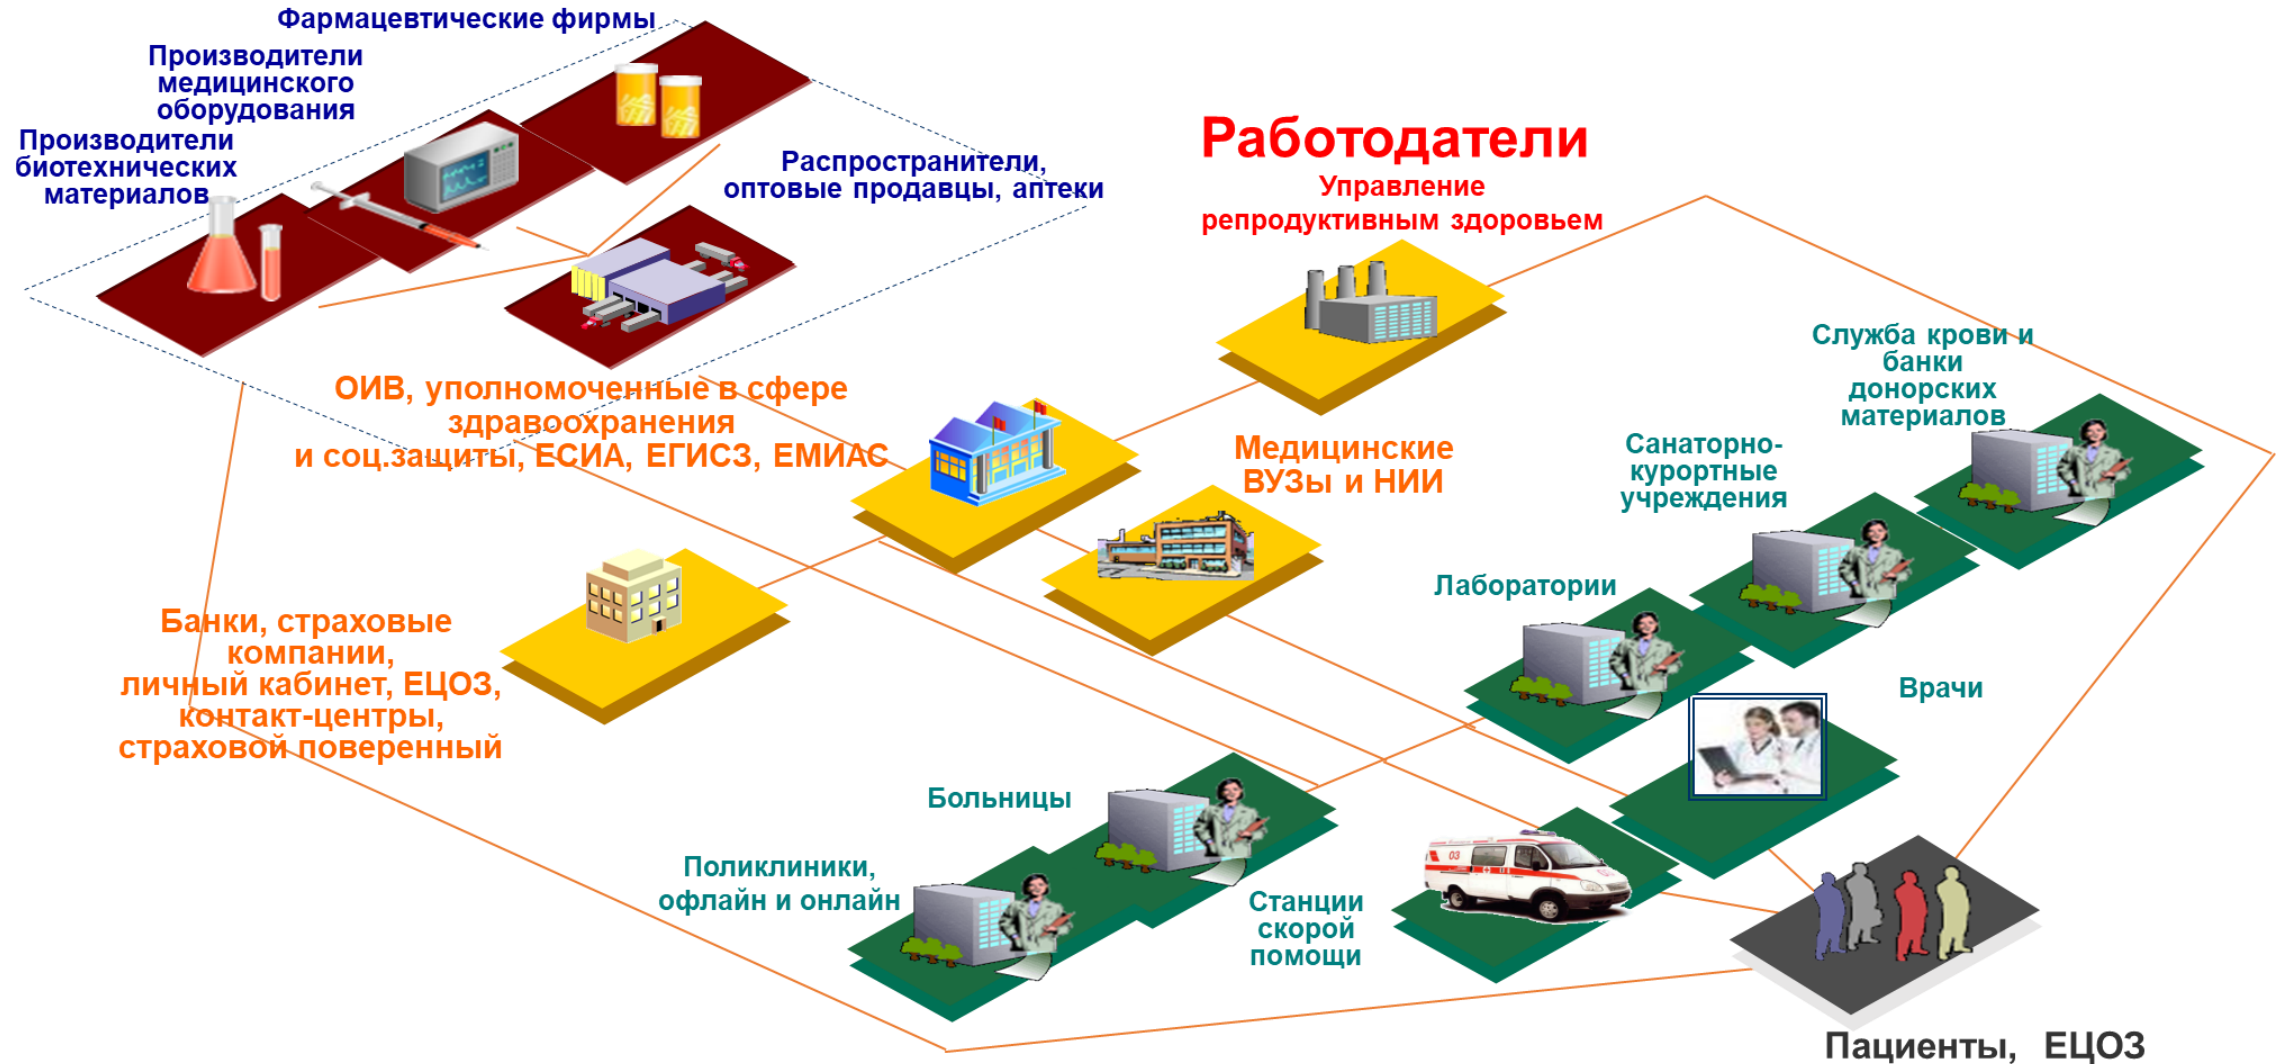 Фармацевтические фирмы
Производители
медицинского
оборудования
Производители
биотехнических
материалов
Распространители,
оптовые продавцы, аптеки
Работодатели
Управление
репродуктивным здоровьем
Служба крови и
банки
донорских
материалов
ОИВ, уполномоченные в сфере
здравоохранения
и соц.защиты, ЕСИА, ЕГИСЗ, ЕМИАС
Медицинские
ВУЗы и НИИ
Санаторно-
курортные
учреждения
Лаборатории
Банки, страховые
компании,
личный кабинет, ЕЦОЗ,
контакт-центры,
страховой поверенный
Врачи
Больницы
Поликлиники,
офлайн и онлайн
03
Станции
скорой
помощи
Пациенты, ЕЦОЗ